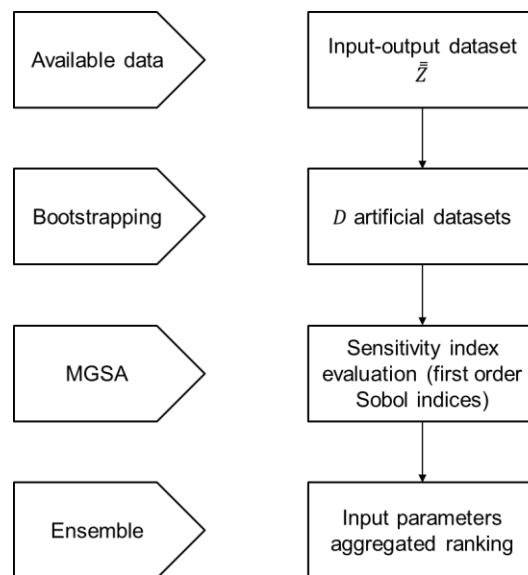 Available data
Input-output dataset
Z̿
Bootstrapping
D artificial datasets
MGSA
Sensitivity index
evaluation (first order
Sobol indices)
Ensemble
Input parameters
aggregated ranking